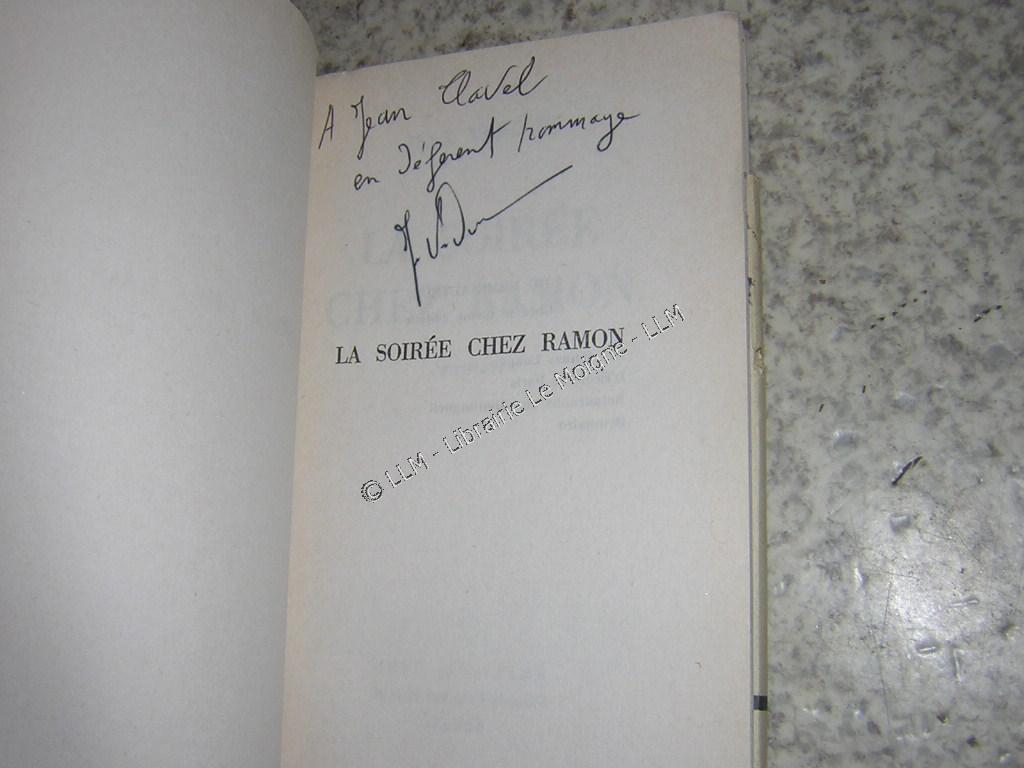 A Jean Clavel
en déférent hommage
LA SOIRÉE CHEZ RAMON
© LLM - Librairie Le Moigne - LLM